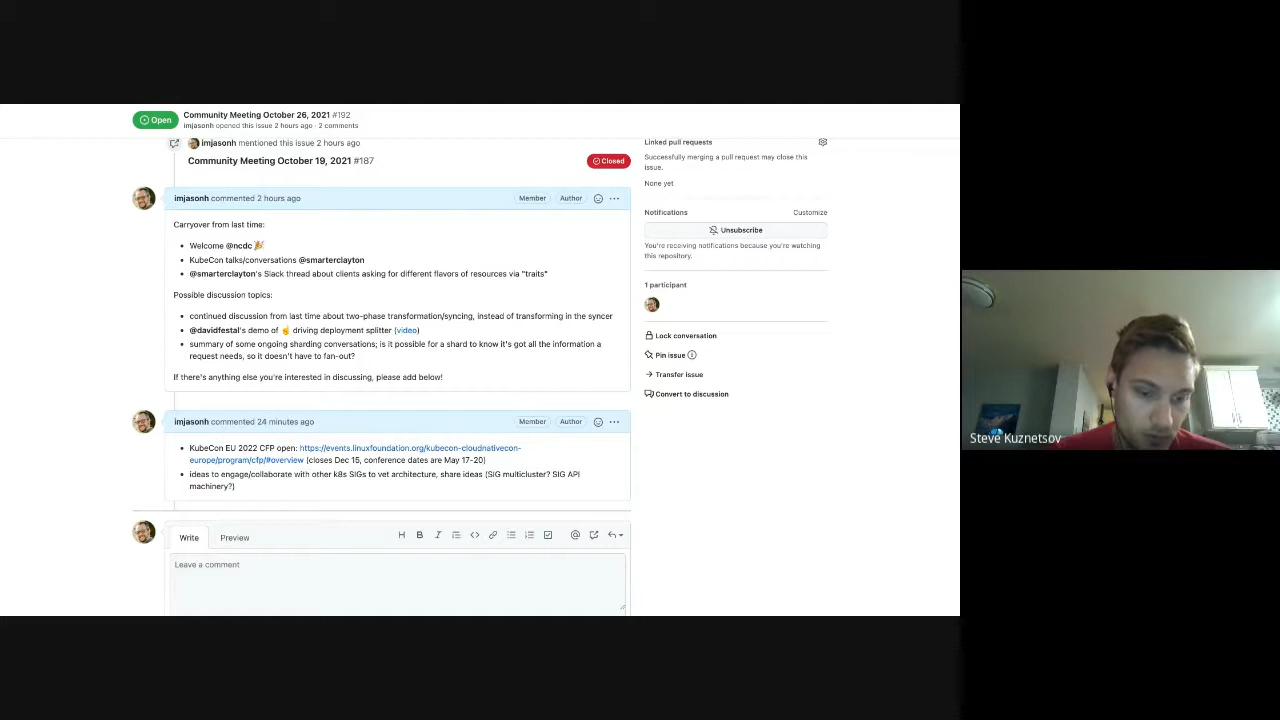 Open
Community Meeting October 26, 2021 #192
imjasonh opened this issue 2 hours ago · 2 comments
imjasonh mentioned this issue 2 hours ago
Community Meeting October 19, 2021 #187
Closed
imjasonh commented 2 hours ago
Member
Author
Carryover from last time:
• Welcome @ncdc 🎉
• KubeCon talks/conversations @smarterclayton
• @smarterclayton's Slack thread about clients asking for different flavors of resources via "traits"
Possible discussion topics:
• continued discussion from last time about two-phase transformation/syncing, instead of transforming in the syncer
• @davidfestal's demo of ☝️ driving deployment splitter (video)
• summary of some ongoing sharding conversations; is it possible for a shard to know it's got all the information a
request needs, so it doesn't have to fan-out?
If there's anything else you're interested in discussing, please add below!
imjasonh commented 24 minutes ago
Member
Author
• KubeCon EU 2022 CFP open: https://events.linuxfoundation.org/kubecon-cloudnativecon-
europe/program/cfp/#overview (closes Dec 15, conference dates are May 17-20)
• ideas to engage/collaborate with other k8s SIGs to vet architecture, share ideas (SIG multicluster? SIG API
machinery?)
Write
Preview
Leave a comment
Linked pull requests
Successfully merging a pull request may close this
issue.
None yet
Notifications
Customize
Unsubscribe
You're receiving notifications because you're watching
this repository.
1 participant
Lock conversation
Pin issue
Transfer issue
Convert to discussion
Steve Kuznetsov